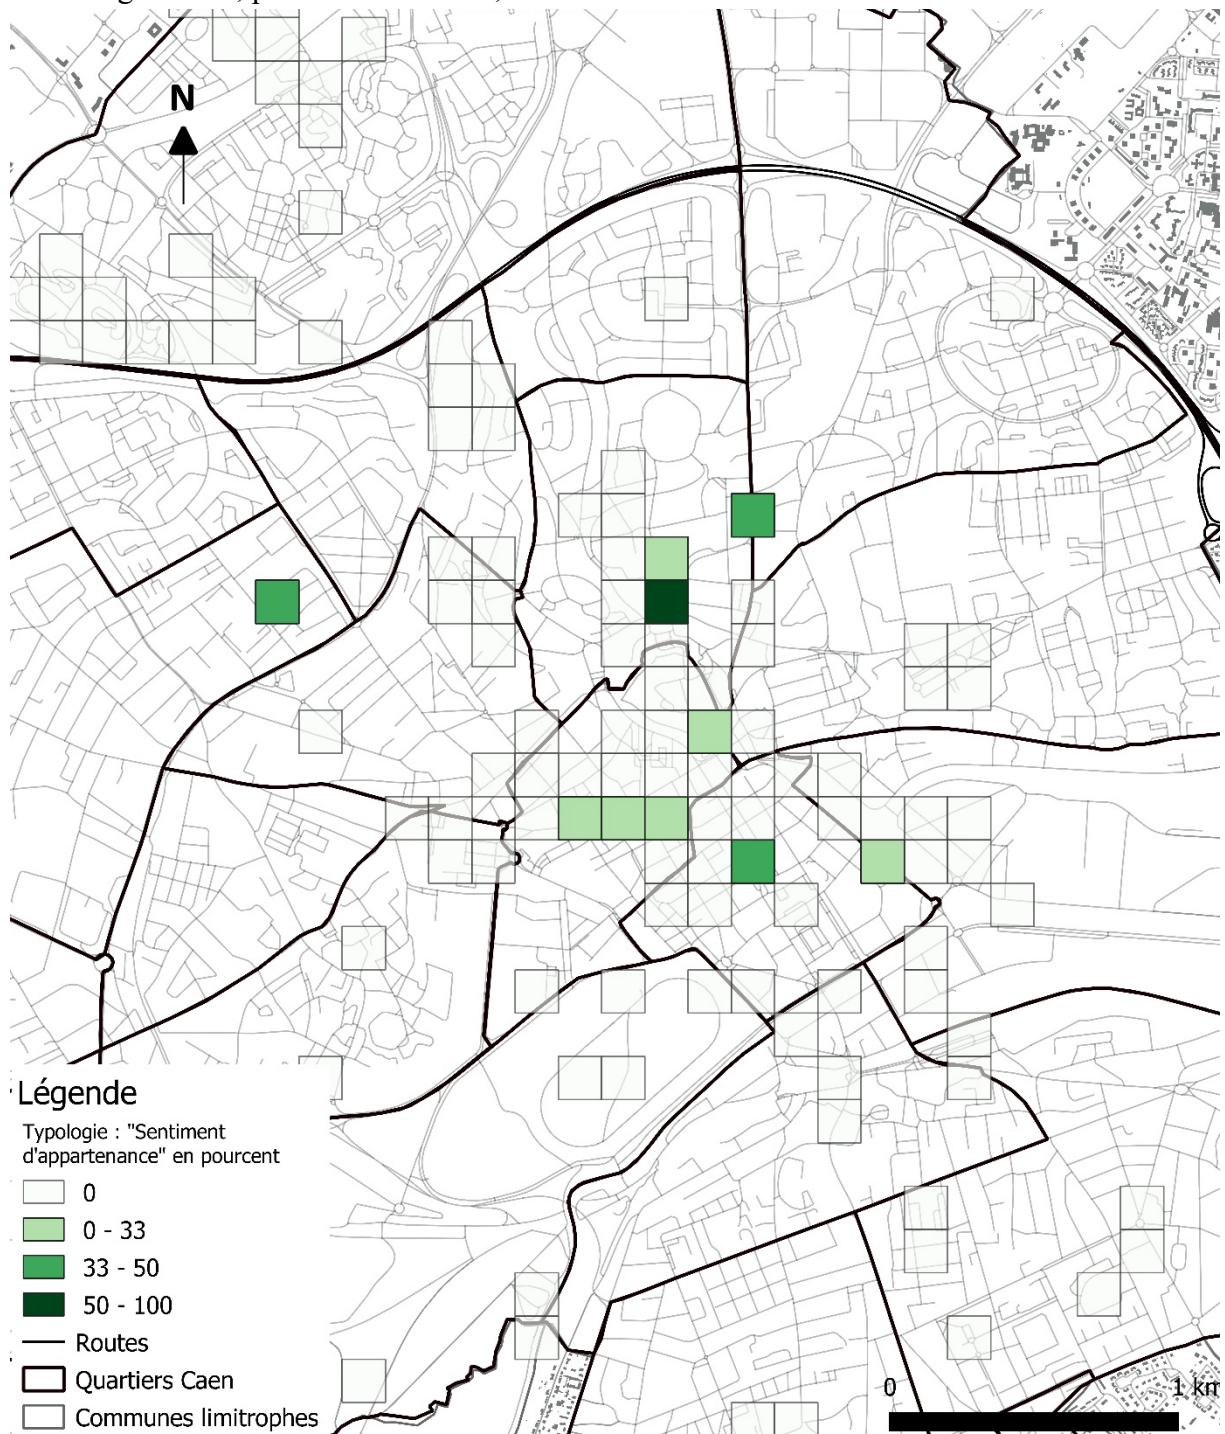 N
Légende
Typologie : "Sentiment
d'appartenance" en pourcent
0
0 - 33
33 - 50
50 - 100
Routes
Quartiers Caen
Communes limitrophes
0 1 km